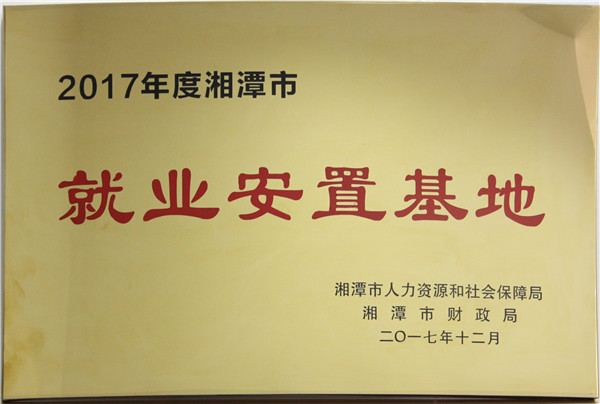 2017年度湘潭市
就业安置基地
湘潭市人力资源和社会保障局
湘潭市财政局
二〇一七年十二月